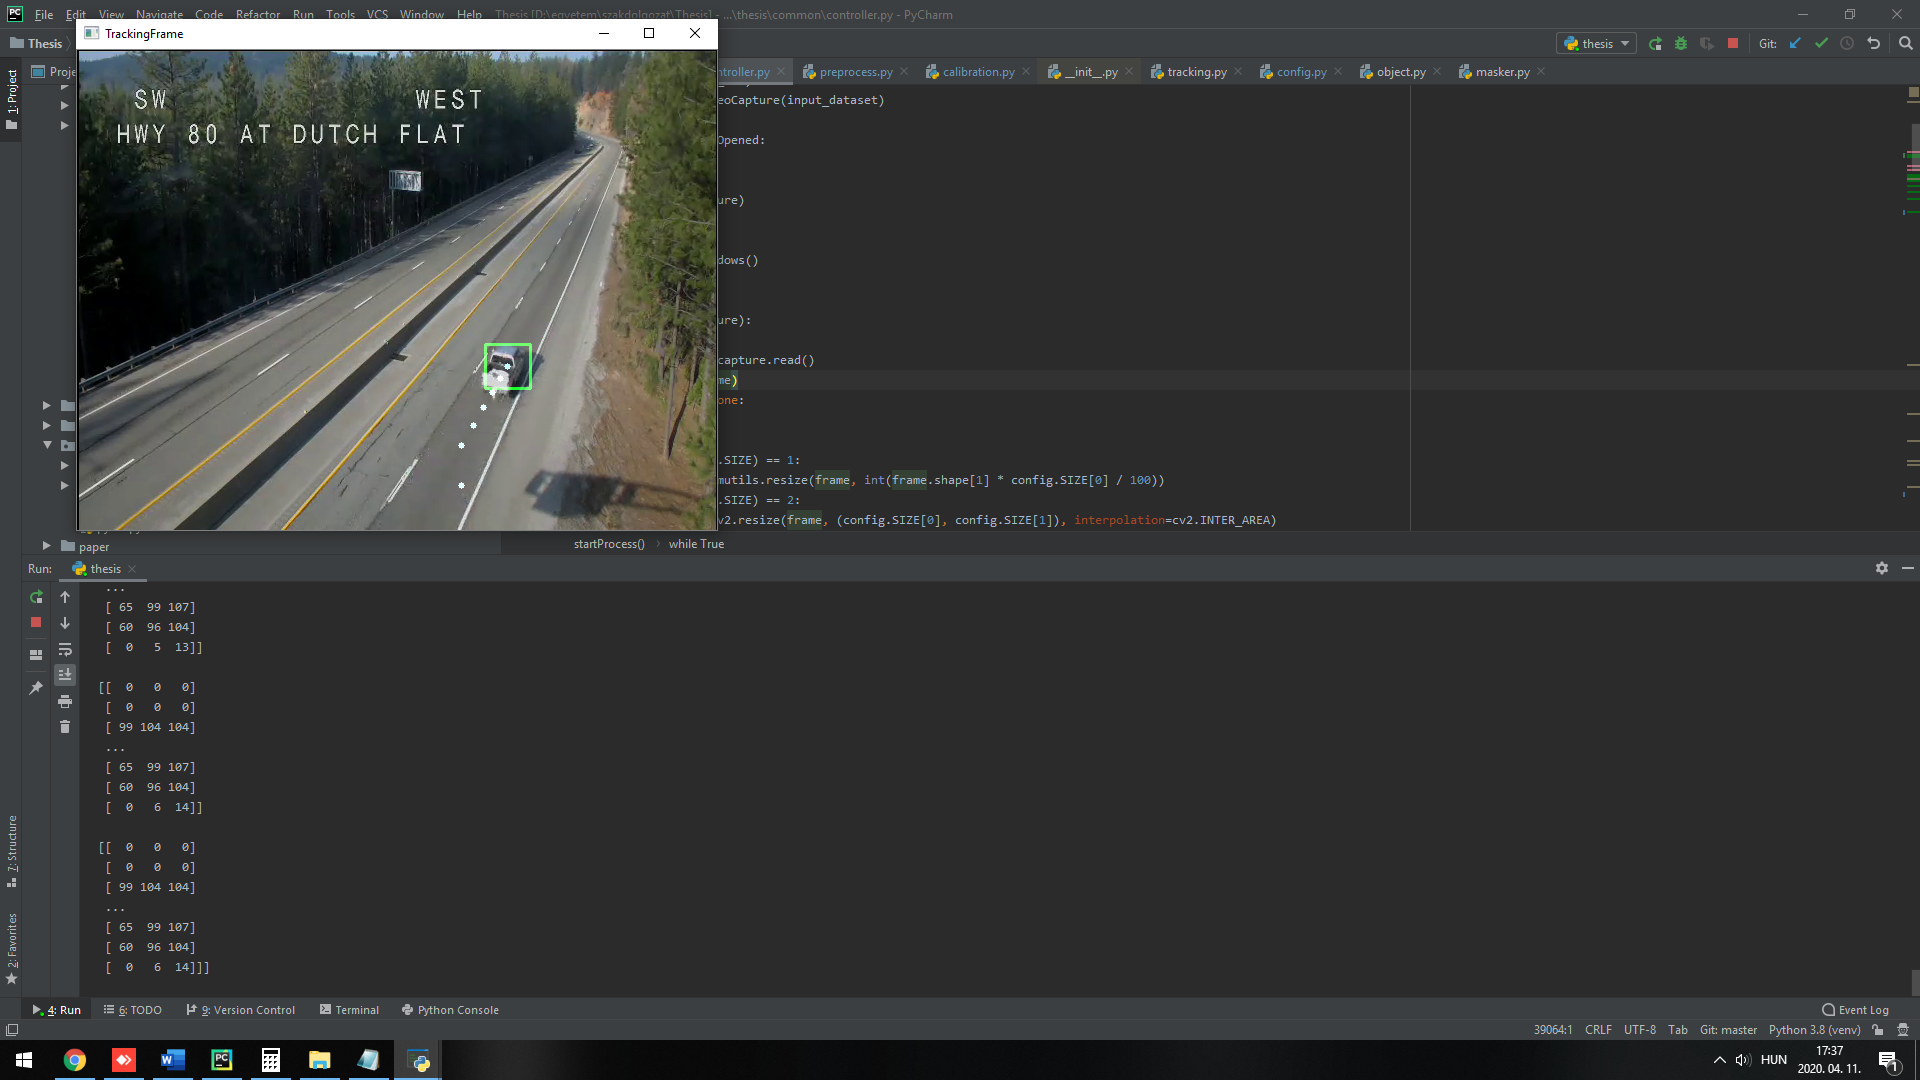 PC File Edit View Navigate Code Refactor Run Tools VCS Window Help Thesis [D:\egyetem\szakdolgozat\Thesis] - ...\thesis\common\controller.py - PyCharm
TrackingFrame
Thesis
thesis
Git:
1: Project
Proje
ntroller.py
preprocess.py
calibration.py
__init__.py
tracking.py
config.py
object.py
masker.py
SW WEST
HWY 80 AT DUTCH FLAT
eoCapture(input_dataset)
Opened:
ure)
dows()
ure):
capture.read()
me)
one:
.SIZE) == 1:
mutils.resize(frame, int(frame.shape[1] * config.SIZE[0] / 100))
.SIZE) == 2:
v2.resize(frame, (config.SIZE[0], config.SIZE[1]), interpolation=cv2.INTER_AREA)
paper
startProcess() › while True
Run: thesis
...
[ 65 99 107]
[ 60 96 104]
[ 0 5 13]]
[[ 0 0 0]
[ 0 0 0]
[ 99 104 104]
...
[ 65 99 107]
[ 60 96 104]
[ 0 6 14]]
[[ 0 0 0]
[ 0 0 0]
[ 99 104 104]
...
[ 65 99 107]
[ 60 96 104]
[ 0 6 14]]]
7: Structure
2: Favorites
4: Run
6: TODO
9: Version Control
Terminal
Python Console
Event Log
39064:1 CRLF UTF-8 Tab Git: master Python 3.8 (venv)
HUN
17:37
2020. 04. 11.
1